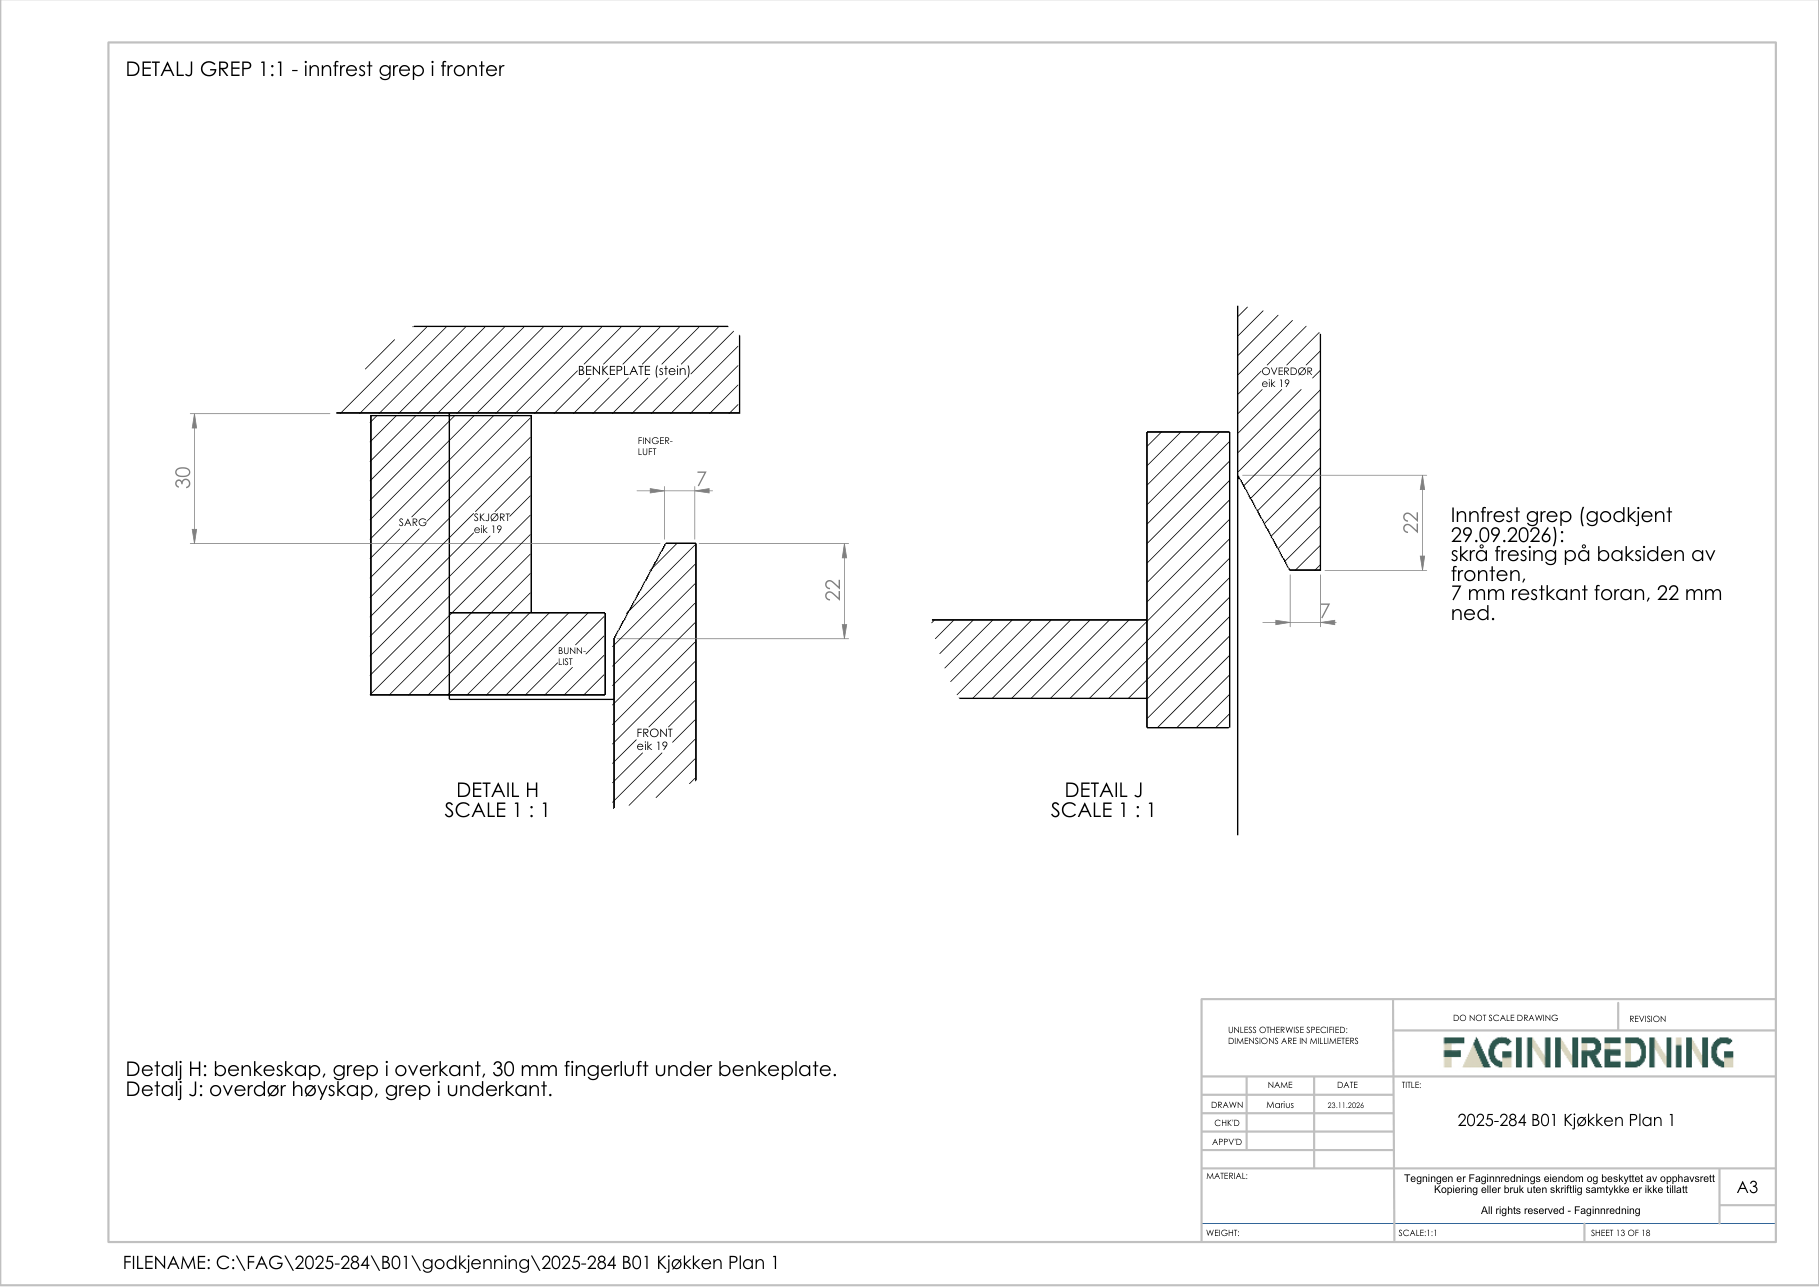 DETALJ GREP 1:1 - innfrest grep i fronter
BENKEPLATE (stein)
FINGER-
LUFT
30
7
SARG
SKJØRT
eik 19
22
BUNN-
LIST
FRONT
eik 19
DETAIL H
SCALE 1 : 1
OVERDØR
eik 19
22
7
DETAIL J
SCALE 1 : 1
Innfrest grep (godkjent
29.09.2026):
skrå fresing på baksiden av
fronten,
7 mm restkant foran, 22 mm
ned.
Detalj H: benkeskap, grep i overkant, 30 mm fingerluft under benkeplate.
Detalj J: overdør høyskap, grep i underkant.
UNLESS OTHERWISE SPECIFIED:
DIMENSIONS ARE IN MILLIMETERS
DO NOT SCALE DRAWING
REVISION
FAGINNREDNING
NAME
DATE
TITLE:
DRAWN
Marius
23.11.2026
CHK'D
APPV'D
2025-284 B01 Kjøkken Plan 1
MATERIAL:
Tegningen er Faginnrednings eiendom og beskyttet av opphavsrett
Kopiering eller bruk uten skriftlig samtykke er ikke tillatt
All rights reserved - Faginnredning
A3
WEIGHT:
SCALE:1:1
SHEET 13 OF 18
FILENAME: C:\FAG\2025-284\B01\godkjenning\2025-284 B01 Kjøkken Plan 1